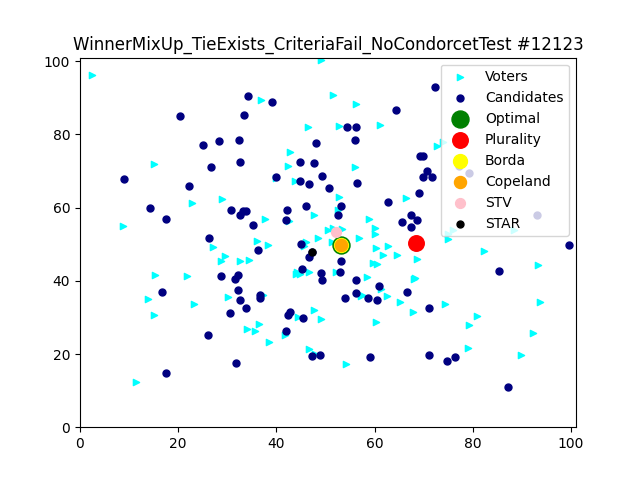 WinnerMixUp_TieExists_CriteriaFail_NoCondorcetTest #12123
100
80
60
40
20
0
0 20 40 60 80 100
Voters
Candidates
Optimal
Plurality
Borda
Copeland
STV
STAR